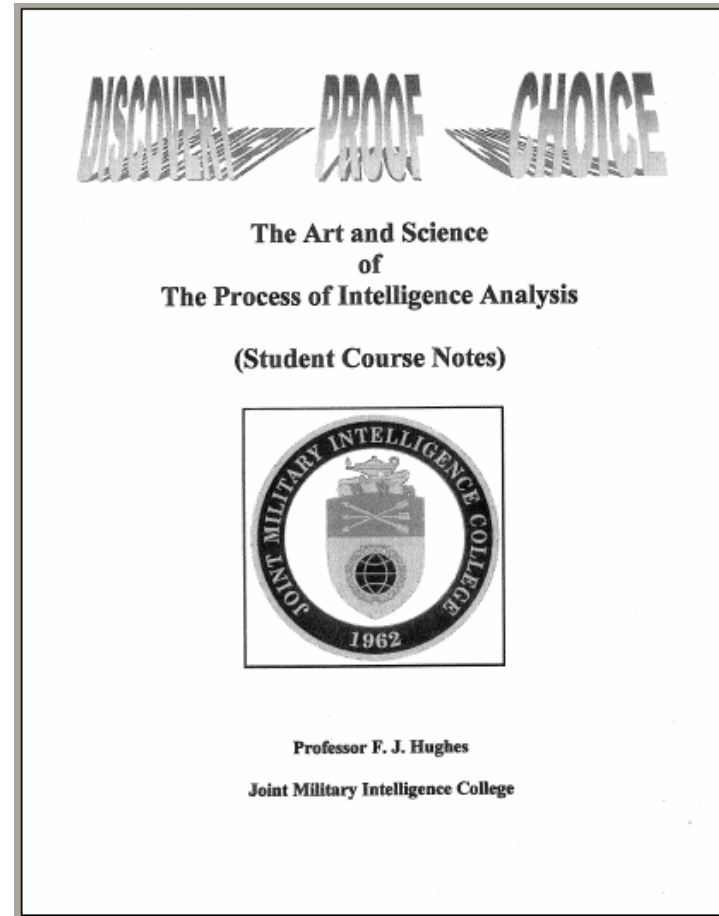 DISCOVERY PROOF CHOICE
The Art and Science
of
The Process of Intelligence Analysis
(Student Course Notes)
JOINT MILITARY INTELLIGENCE COLLEGE
1962
Professor F. J. Hughes
Joint Military Intelligence College